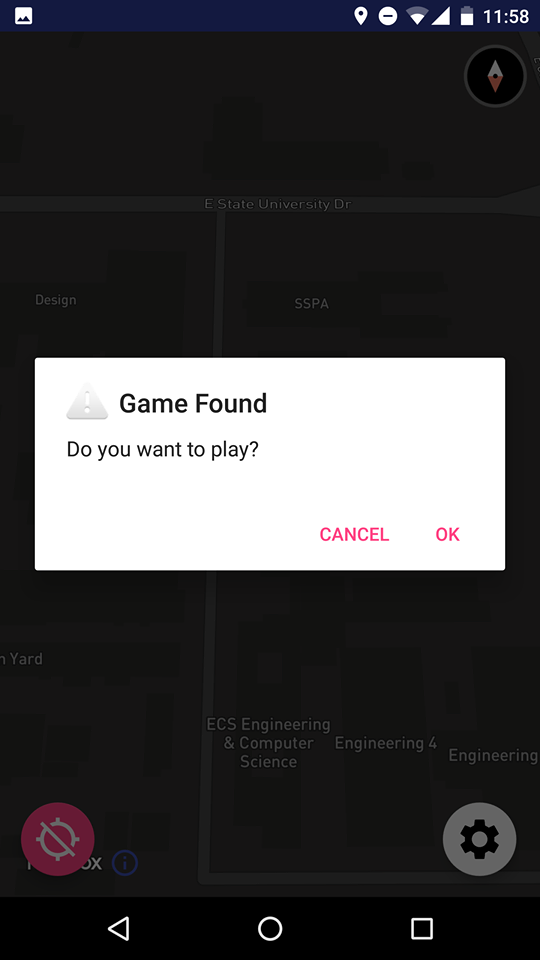 11:58
E State University Dr
Design
SSPA
Game Found
Do you want to play?
CANCEL OK
Yard
ECS Engineering
& Computer
Science
Engineering 4
Engineering